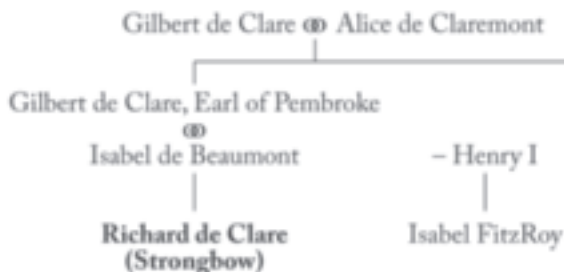 Gilbert de Clare ⚭ Alice de Claremont
Gilbert de Clare, Earl of Pembroke
⚭
Isabel de Beaumont – Henry I
Richard de Clare Isabel FitzRoy
(Strongbow)